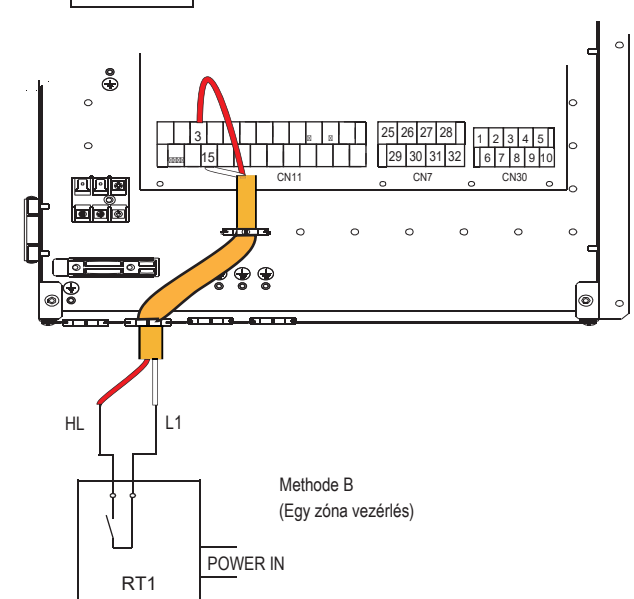 3
15
CN11
25 26 27 28
29 30 31 32
CN7
1 2 3 4 5
6 7 8 9 10
CN30
HL
L1
Methode B
(Egy zóna vezérlés)
POWER IN
RT1